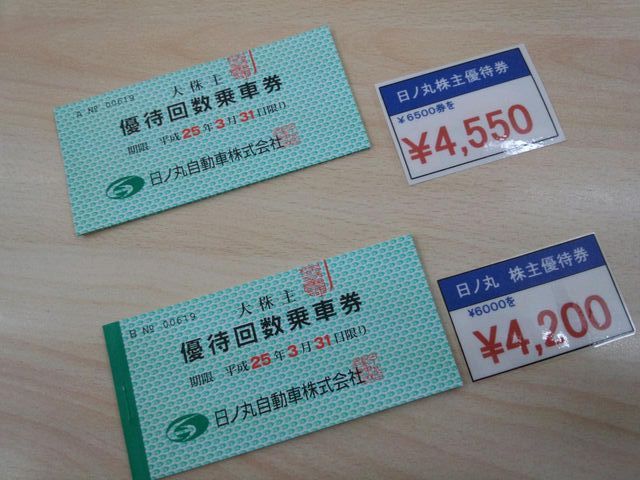 A № 00619
大株主
優待回数乗車券
期限 平成25年3月31日限り
日ノ丸自動車株式会社
日ノ丸株主優待券
¥6500券を
¥4,550
B № 00619
大株主
優待回数乗車券
期限 平成25年3月31日限り
日ノ丸自動車株式会社
日ノ丸 株主優待券
¥6000を
¥4,200